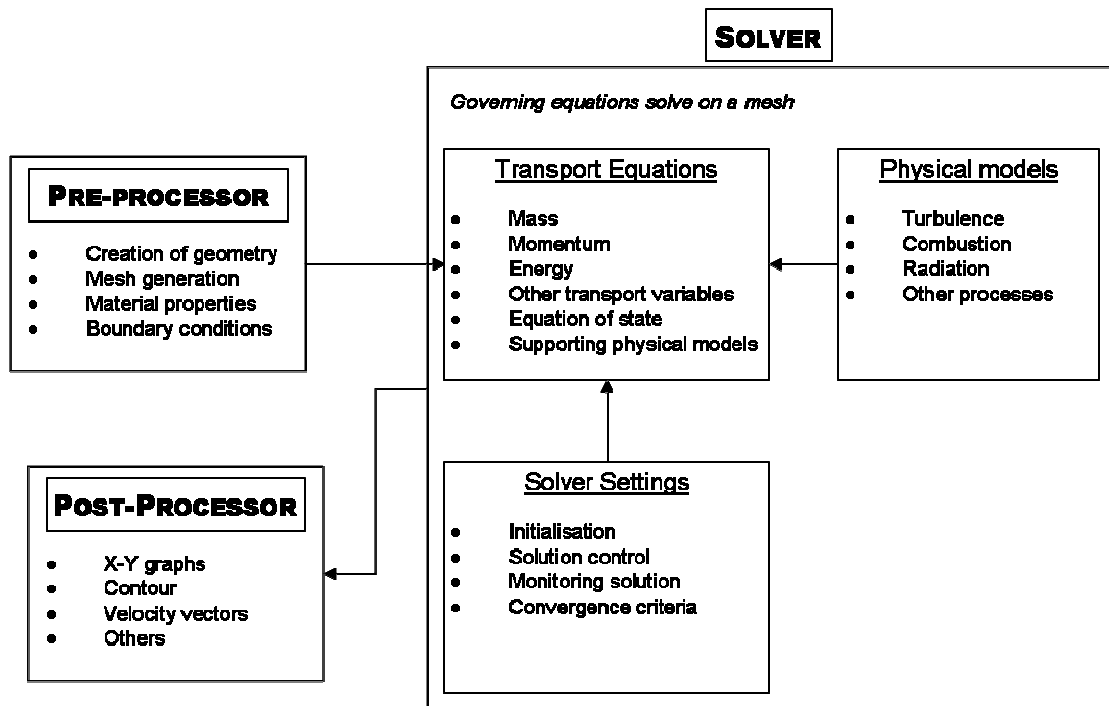 SOLVER
Governing equations solve on a mesh
PRE-PROCESSOR
• Creation of geometry
• Mesh generation
• Material properties
• Boundary conditions
Transport Equations
• Mass
• Momentum
• Energy
• Other transport variables
• Equation of state
• Supporting physical models
Physical models
• Turbulence
• Combustion
• Radiation
• Other processes
POST-PROCESSOR
• X-Y graphs
• Contour
• Velocity vectors
• Others
Solver Settings
• Initialisation
• Solution control
• Monitoring solution
• Convergence criteria